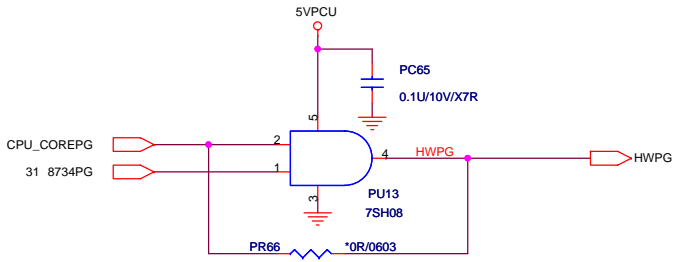 5VPCU
PC65
0.1U/10V/X7R
5
CPU_COREPG
2
4
HWPG
HWPG
31 8734PG
1
3
PU13
7SH08
PR66
*0R/0603